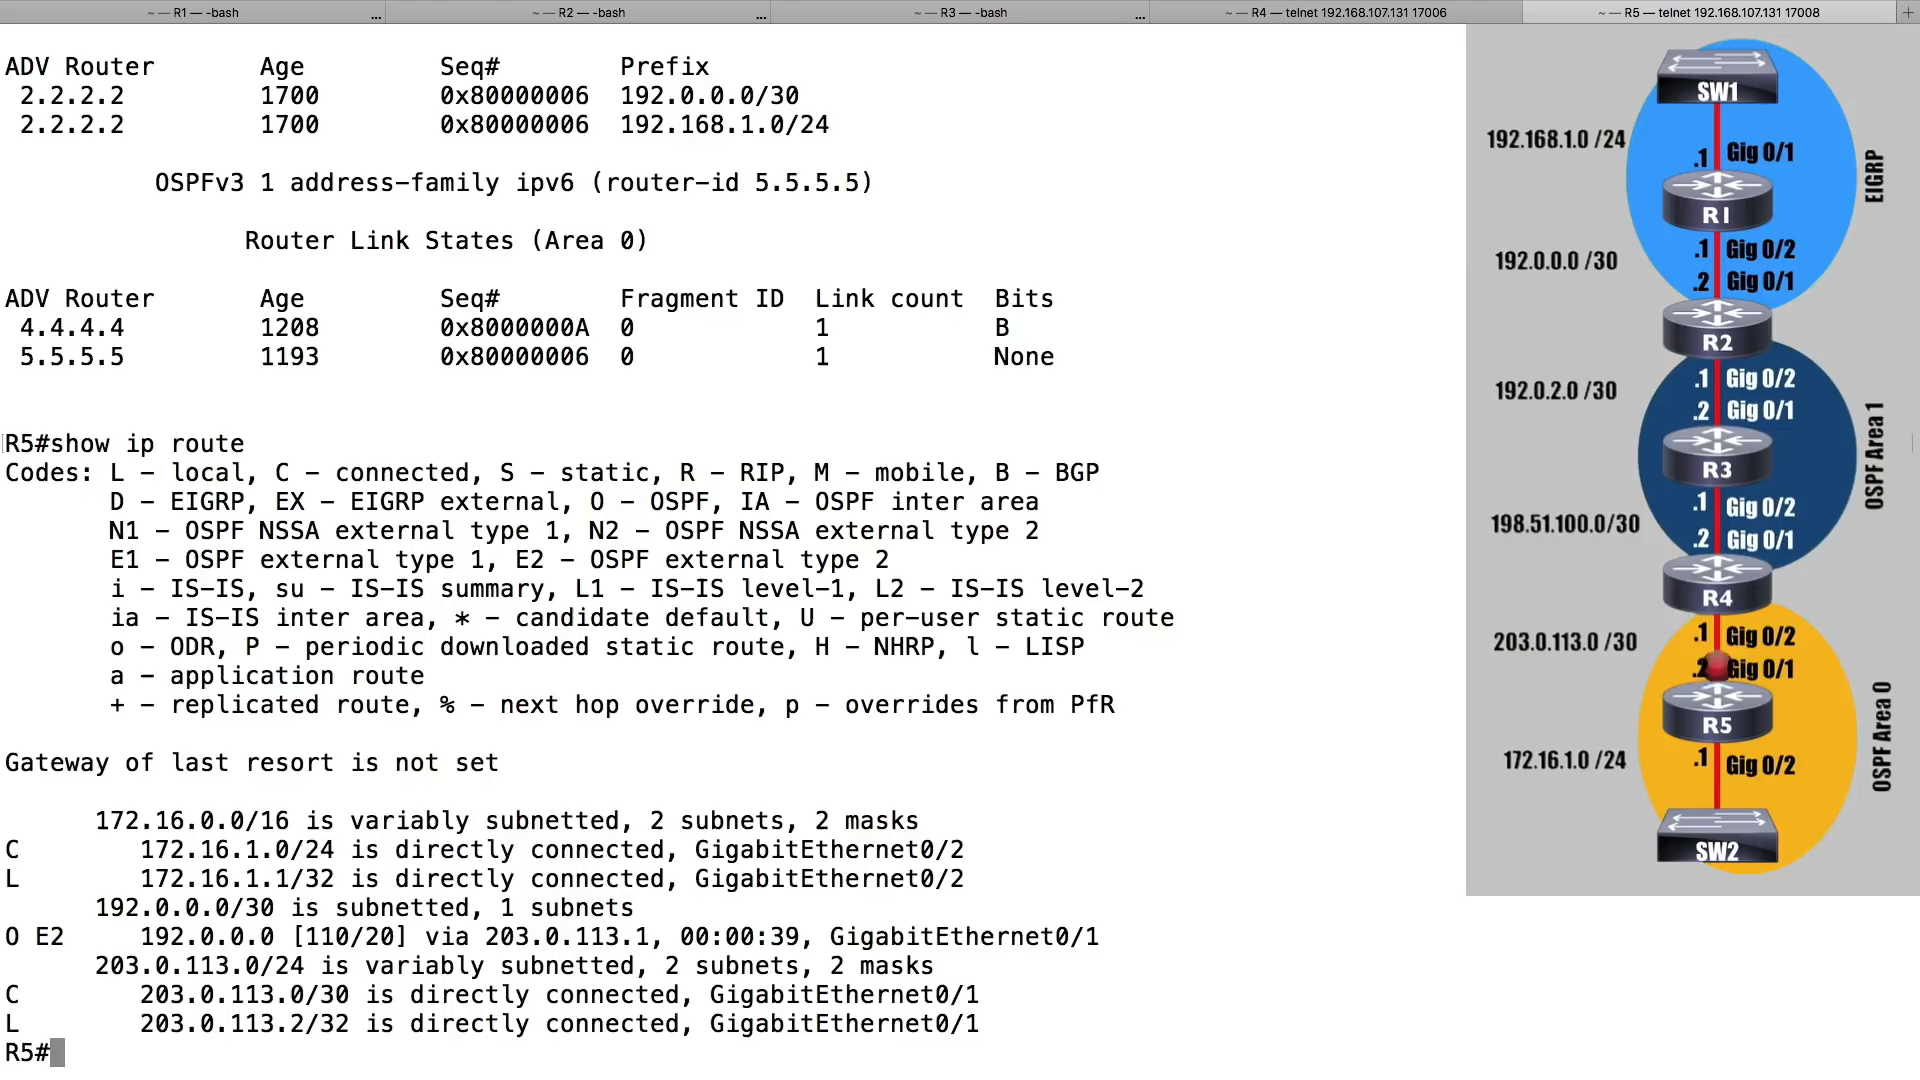 ~ — R1 — -bash ... ~ — R2 — -bash ... ~ — R3 — -bash ... ~ — R4 — telnet 192.168.107.131 17006 ~ — R5 — telnet 192.168.107.131 17008 +
ADV Router Age Seq# Prefix
2.2.2.2 1700 0x80000006 192.0.0.0/30
2.2.2.2 1700 0x80000006 192.168.1.0/24
OSPFv3 1 address-family ipv6 (router-id 5.5.5.5)
Router Link States (Area 0)
ADV Router Age Seq# Fragment ID Link count Bits
4.4.4.4 1208 0x8000000A 0 1 B
5.5.5.5 1193 0x80000006 0 1 None
R5#show ip route
Codes: L - local, C - connected, S - static, R - RIP, M - mobile, B - BGP
D - EIGRP, EX - EIGRP external, O - OSPF, IA - OSPF inter area
N1 - OSPF NSSA external type 1, N2 - OSPF NSSA external type 2
E1 - OSPF external type 1, E2 - OSPF external type 2
i - IS-IS, su - IS-IS summary, L1 - IS-IS level-1, L2 - IS-IS level-2
ia - IS-IS inter area, * - candidate default, U - per-user static route
o - ODR, P - periodic downloaded static route, H - NHRP, l - LISP
a - application route
+ - replicated route, % - next hop override, p - overrides from PfR
Gateway of last resort is not set
172.16.0.0/16 is variably subnetted, 2 subnets, 2 masks
C 172.16.1.0/24 is directly connected, GigabitEthernet0/2
L 172.16.1.1/32 is directly connected, GigabitEthernet0/2
192.0.0.0/30 is subnetted, 1 subnets
O E2 192.0.0.0 [110/20] via 203.0.113.1, 00:00:39, GigabitEthernet0/1
203.0.113.0/24 is variably subnetted, 2 subnets, 2 masks
C 203.0.113.0/30 is directly connected, GigabitEthernet0/1
L 203.0.113.2/32 is directly connected, GigabitEthernet0/1
R5#
SW1
192.168.1.0 /24
.1 Gig 0/1
EIGRP
R1
.1 Gig 0/2
192.0.0.0 /30
.2 Gig 0/1
R2
.1 Gig 0/2
192.0.2.0 /30
.2 Gig 0/1
OSPF Area 1
R3
.1 Gig 0/2
198.51.100.0/30
.2 Gig 0/1
R4
.1 Gig 0/2
203.0.113.0 /30
.2 Gig 0/1
R5
OSPF Area 0
172.16.1.0 /24
.1 Gig 0/2
SW2